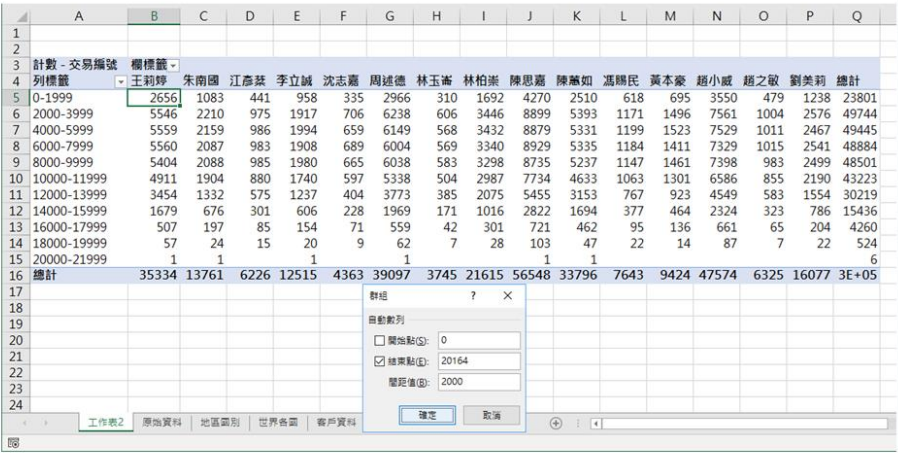 A B C D E F G H I J K L M N O P Q
1
2
3 計數 - 交易編號 欄標籤
4 列標籤 王莉婷 朱南國 江彥棻 李立誠 沈志嘉 周述德 林玉崙 林柏崇 陳思嘉 陳蕙如 馮賜民 黃本豪 趙小威 趙之敏 劉美莉 總計
5 0-1999 2656 1083 441 958 335 2966 310 1692 4270 2510 618 695 3550 479 1238 23801
6 2000-3999 5546 2210 975 1917 706 6238 606 3446 8899 5393 1171 1496 7561 1004 2576 49744
7 4000-5999 5559 2159 986 1994 659 6149 568 3432 8879 5331 1199 1523 7529 1011 2467 49445
8 6000-7999 5560 2087 983 1908 689 6004 569 3340 8929 5335 1184 1411 7329 1015 2541 48884
9 8000-9999 5404 2088 985 1980 665 6038 583 3298 8735 5237 1147 1461 7398 983 2499 48501
10 10000-11999 4911 1904 880 1740 597 5338 504 2987 7734 4633 1063 1301 6586 855 2190 43223
11 12000-13999 3454 1332 575 1237 404 3773 385 2075 5455 3153 767 923 4549 583 1554 30219
12 14000-15999 1679 676 301 606 228 1969 171 1016 2822 1694 377 464 2324 323 786 15436
13 16000-17999 507 197 85 154 71 559 42 301 721 462 95 136 661 65 204 4260
14 18000-19999 57 24 15 20 9 62 7 28 103 47 22 14 87 7 22 524
15 20000-21999 1 1 1 1 1 1 6
16 總計 35334 13761 6226 12515 4363 39097 3745 21615 56548 33796 7643 9424 47574 6325 16077 3E+05
17
18
19
20
21
22
23
24
群組 ? ×
自動數列
開始點(S): 0
結束點(E): 20164
間距值(B): 2000
確定 取消
工作表2 原始資料 地區國別 世界各國 客戶資料